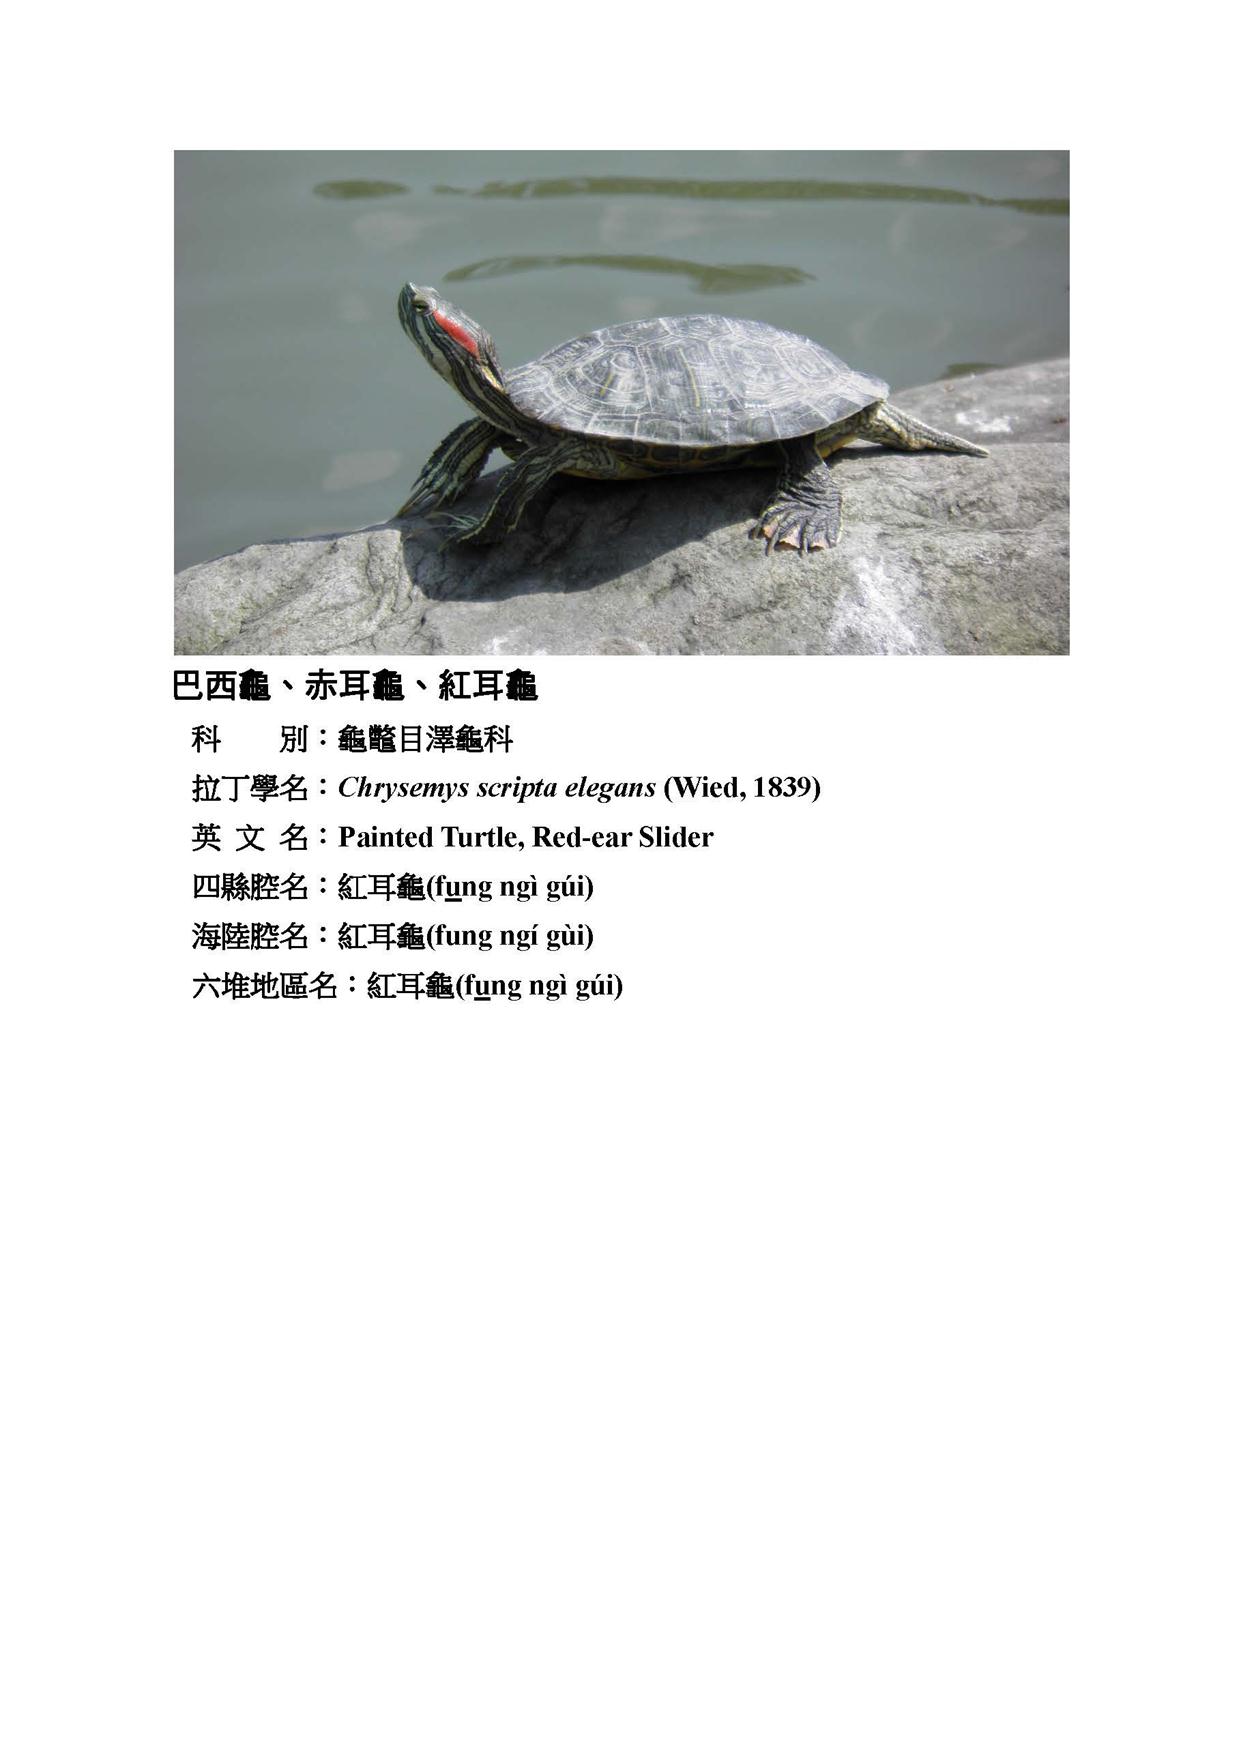 巴西龜、赤耳龜、紅耳龜
科　　別：龜鱉目澤龜科
拉丁學名：Chrysemys scripta elegans (Wied, 1839)
英 文 名：Painted Turtle, Red-ear Slider
四縣腔名：紅耳龜(fu̲ng ngì gúi)
海陸腔名：紅耳龜(fung ngí gùi)
六堆地區名：紅耳龜(fu̲ng ngì gúi)